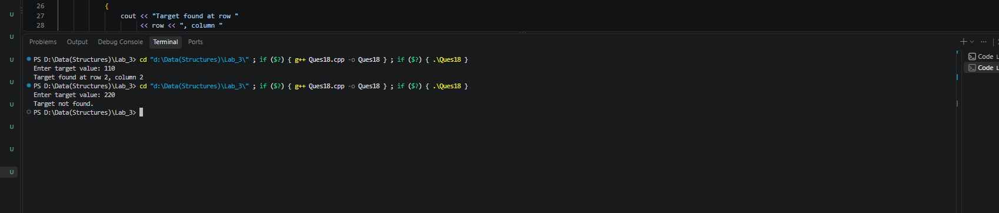 26 {
27 cout << "Target found at row "
28 << row << ", column "
Problems Output Debug Console Terminal Ports
PS D:\Data(Structures)\Lab_3> cd "d:\Data(Structures)\Lab_3\" ; if ($?) { g++ Ques18.cpp -o Ques18 } ; if ($?) { .\Ques18 }
Enter target value: 110
Target found at row 2, column 2
PS D:\Data(Structures)\Lab_3> cd "d:\Data(Structures)\Lab_3\" ; if ($?) { g++ Ques18.cpp -o Ques18 } ; if ($?) { .\Ques18 }
Enter target value: 220
Target not found.
PS D:\Data(Structures)\Lab_3>
Code L
Code L
U
U
U
U
U
U
U
U